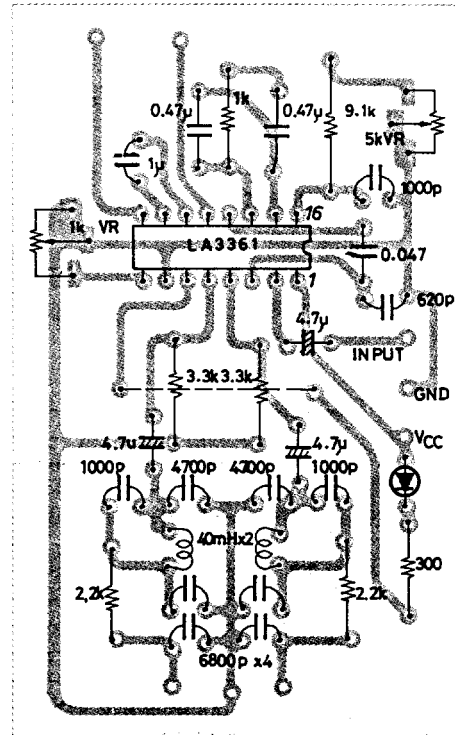 1k
0.47µ
0.47µ
9.1k
5kVR
1µ
1000p
16
1k VR
LA3361
0.047
1
620p
4.7µ
INPUT
3.3k 3.3k
GND
4.7u
4.7µ
VCC
1000p 4700p 4700p 1000p
40mHx2
300
2,2k
2.2k
6800p x4